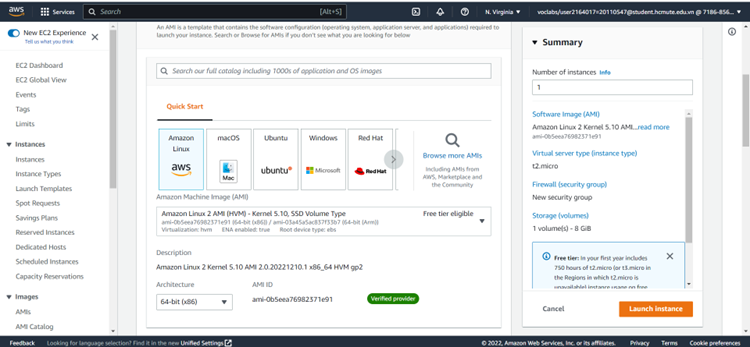 aws
Services
Search
[Alt+S]
N. Virginia
voclabs/user2164017=20110547@student.hcmute.edu.vn @ 7186-856...
New EC2 Experience
Tell us what you think
EC2 Dashboard
EC2 Global View
Events
Tags
Limits
Instances
Instances
Instance Types
Launch Templates
Spot Requests
Savings Plans
Reserved Instances
Dedicated Hosts
Scheduled Instances
Capacity Reservations
Images
AMIs
AMI Catalog
An AMI is a template that contains the software configuration (operating system, application server, and applications) required to
launch your instance. Search or Browse for AMIs if you don't see what you are looking for below
Search our full catalog including 1000s of application and OS images
Quick Start
Amazon
Linux
aws
macOS
Mac
Ubuntu
ubuntu
Windows
Microsoft
Red Hat
Red Hat
Browse more AMIs
Including AMIs from
AWS, Marketplace and
the Community
Amazon Machine Image (AMI)
Amazon Linux 2 AMI (HVM) - Kernel 5.10, SSD Volume Type
Free tier eligible
ami-0b5eea76982371e91 (64-bit (x86)) / ami-03a45a5ac837f33b7 (64-bit (Arm))
Virtualization: hvm ENA enabled: true Root device type: ebs
Description
Amazon Linux 2 Kernel 5.10 AMI 2.0.20221210.1 x86_64 HVM gp2
Architecture
AMI ID
64-bit (x86)
ami-0b5eea76982371e91
Verified provider
Summary
Number of instances Info
1
Software Image (AMI)
Amazon Linux 2 Kernel 5.10 AMI...read more
ami-0b5eea76982371e91
Virtual server type (instance type)
t2.micro
Firewall (security group)
New security group
Storage (volumes)
1 volume(s) - 8 GiB
Free tier: In your first year includes
750 hours of t2.micro (or t3.micro in
the Regions in which t2.micro is
unavailable) instance usage on free
Cancel
Launch instance
Feedback
Looking for language selection? Find it in the new Unified Settings
© 2022, Amazon Web Services, Inc. or its affiliates.
Privacy
Terms
Cookie preferences